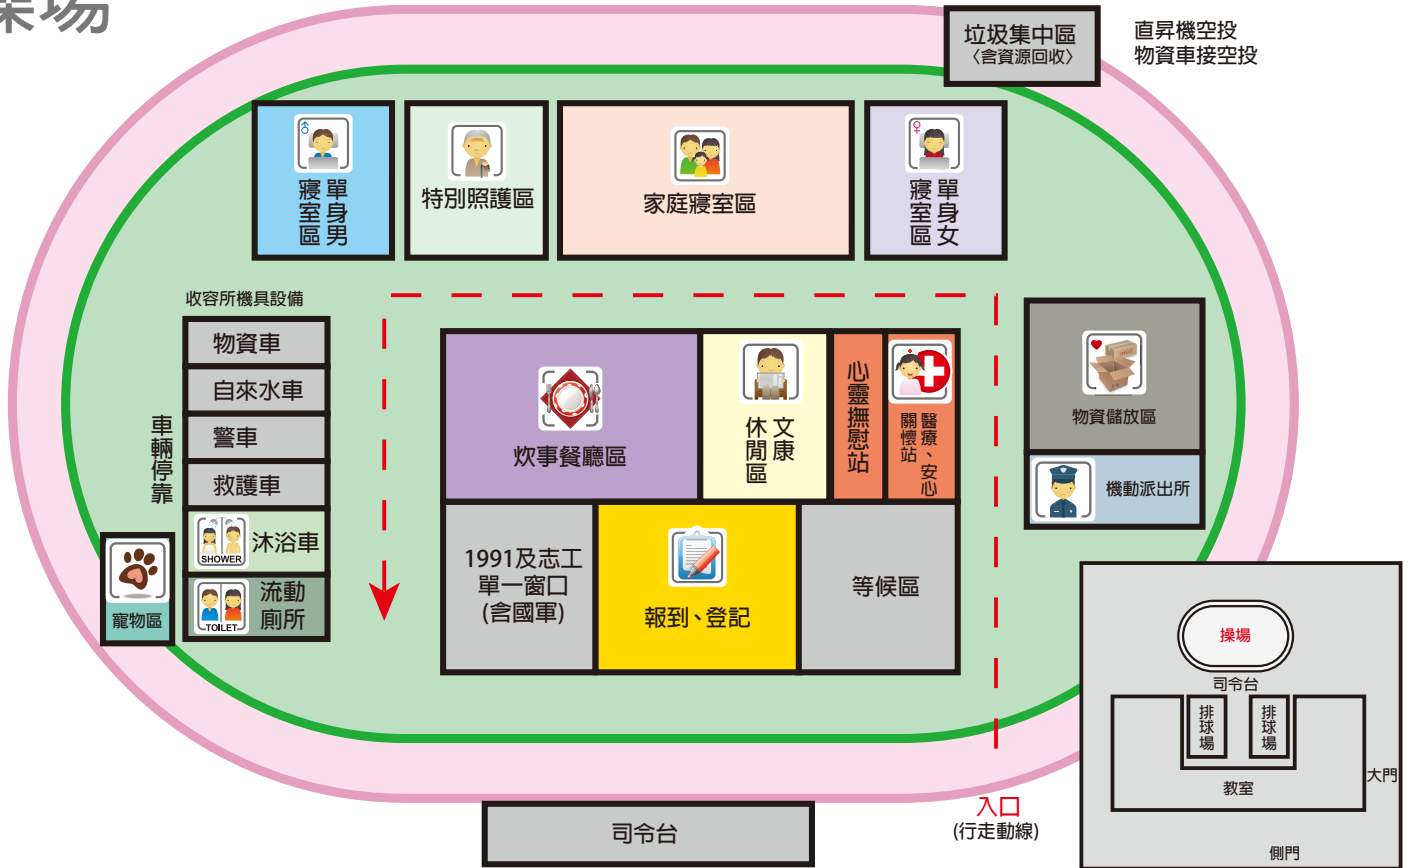 操場
垃圾集中區
〈含資源回收〉
直昇機空投
物資車接空投
單身男
寢室區
特別照護區
家庭寢室區
單身女
寢室區
收容所機具設備
車輛停靠
物資車
自來水車
警車
救護車
SHOWER
沐浴車
TOILET
流動
廁所
寵物區
炊事餐廳區
文康
休閒區
心靈撫慰站
醫療、安心
關懷站
1991及志工
單一窗口
(含國軍)
報到、登記
等候區
物資儲放區
機動派出所
司令台
入口
(行走動線)
操場
司令台
排球場
排球場
教室
大門
側門